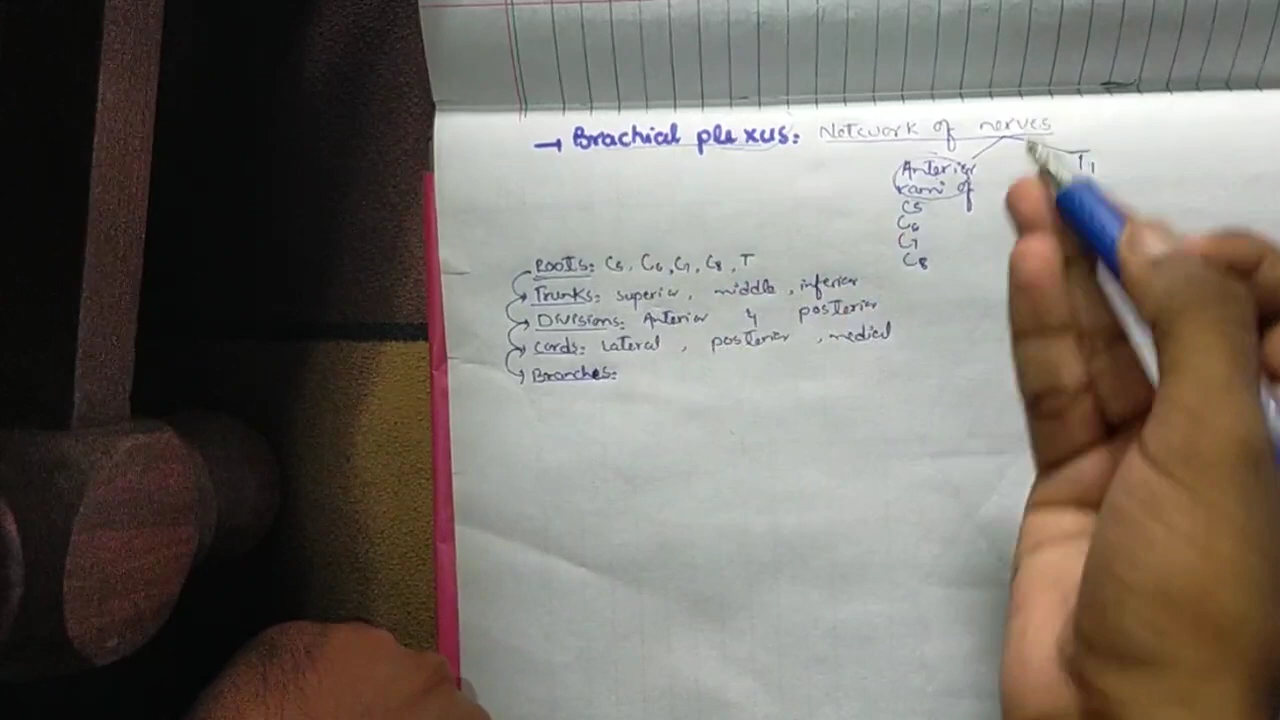 → Brachial plexus: Network of nerves
Anterior
rami of
T1
C5
C6
C7
C8
Roots: C5, C6, C7, C8, T
Trunks: superior, middle, inferior
Divisions: Anterior & posterior
Cords: Lateral, posterior, medial
Branches: